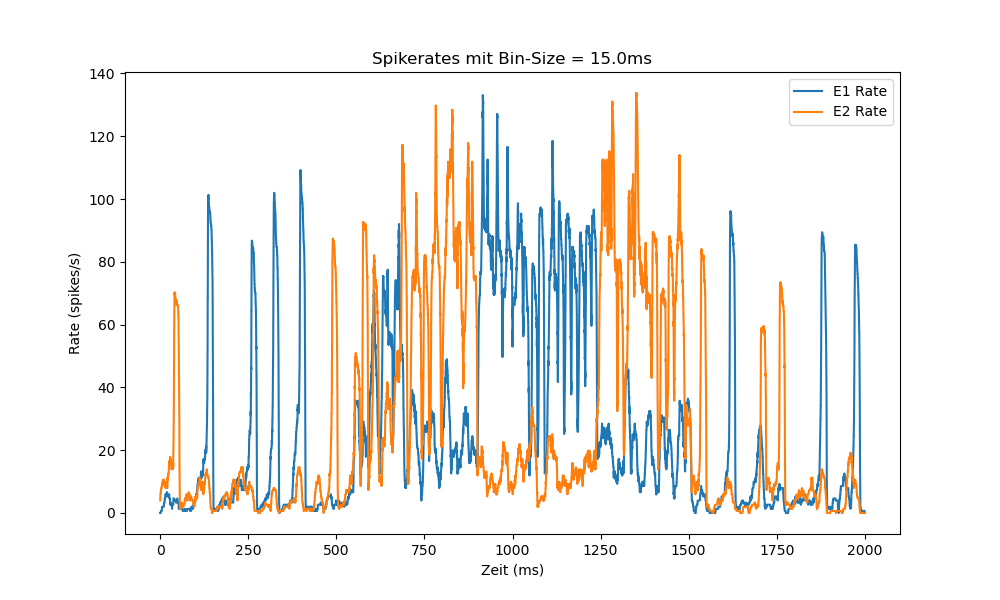 Spikerates mit Bin-Size = 15.0ms
E1 Rate
E2 Rate
Rate (spikes/s)
140
120
100
80
60
40
20
0
0 250 500 750 1000 1250 1500 1750 2000
Zeit (ms)